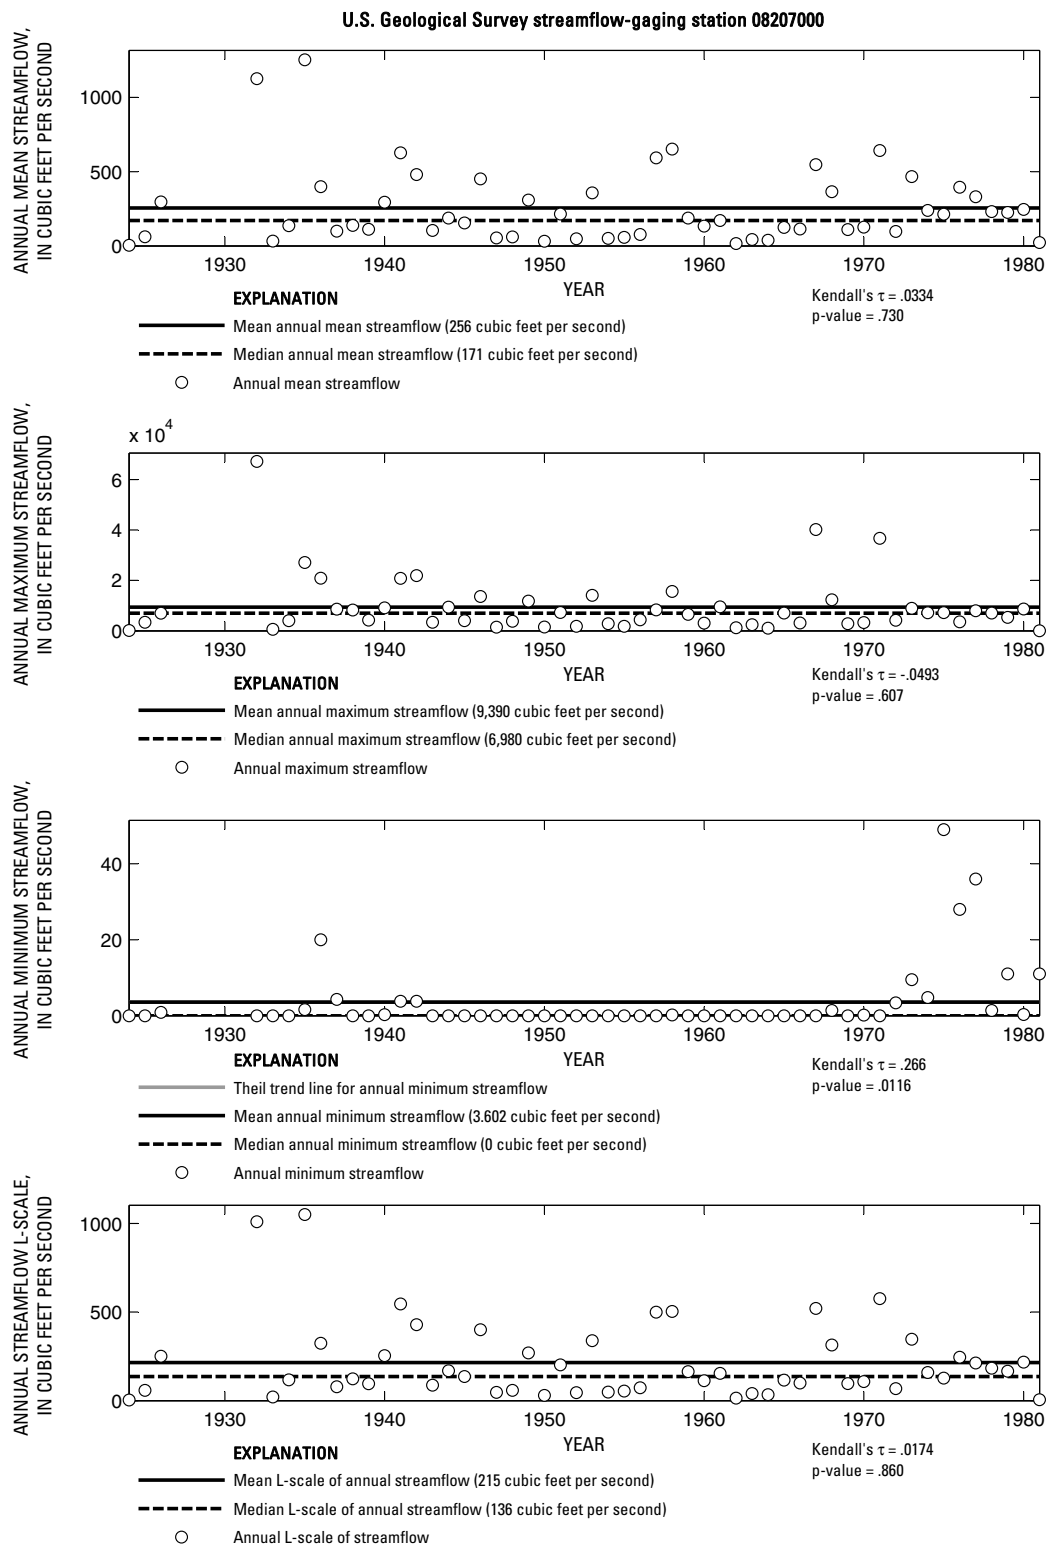 U.S. Geological Survey streamflow-gaging station 08207000
ANNUAL MEAN STREAMFLOW,
IN CUBIC FEET PER SECOND
1000
500
0
1930 1940 1950 1960 1970 1980
YEAR
Kendall's τ = .0334
p-value = .730
EXPLANATION
Mean annual mean streamflow (256 cubic feet per second)
Median annual mean streamflow (171 cubic feet per second)
Annual mean streamflow
ANNUAL MAXIMUM STREAMFLOW,
IN CUBIC FEET PER SECOND
x 10^4
6
4
2
0
1930 1940 1950 1960 1970 1980
YEAR
Kendall's τ = -.0493
p-value = .607
EXPLANATION
Mean annual maximum streamflow (9,390 cubic feet per second)
Median annual maximum streamflow (6,980 cubic feet per second)
Annual maximum streamflow
ANNUAL MINIMUM STREAMFLOW,
IN CUBIC FEET PER SECOND
40
20
0
1930 1940 1950 1960 1970 1980
YEAR
Kendall's τ = .266
p-value = .0116
EXPLANATION
Theil trend line for annual minimum streamflow
Mean annual minimum streamflow (3.602 cubic feet per second)
Median annual minimum streamflow (0 cubic feet per second)
Annual minimum streamflow
ANNUAL STREAMFLOW L-SCALE,
IN CUBIC FEET PER SECOND
1000
500
0
1930 1940 1950 1960 1970 1980
YEAR
Kendall's τ = .0174
p-value = .860
EXPLANATION
Mean L-scale of annual streamflow (215 cubic feet per second)
Median L-scale of annual streamflow (136 cubic feet per second)
Annual L-scale of streamflow